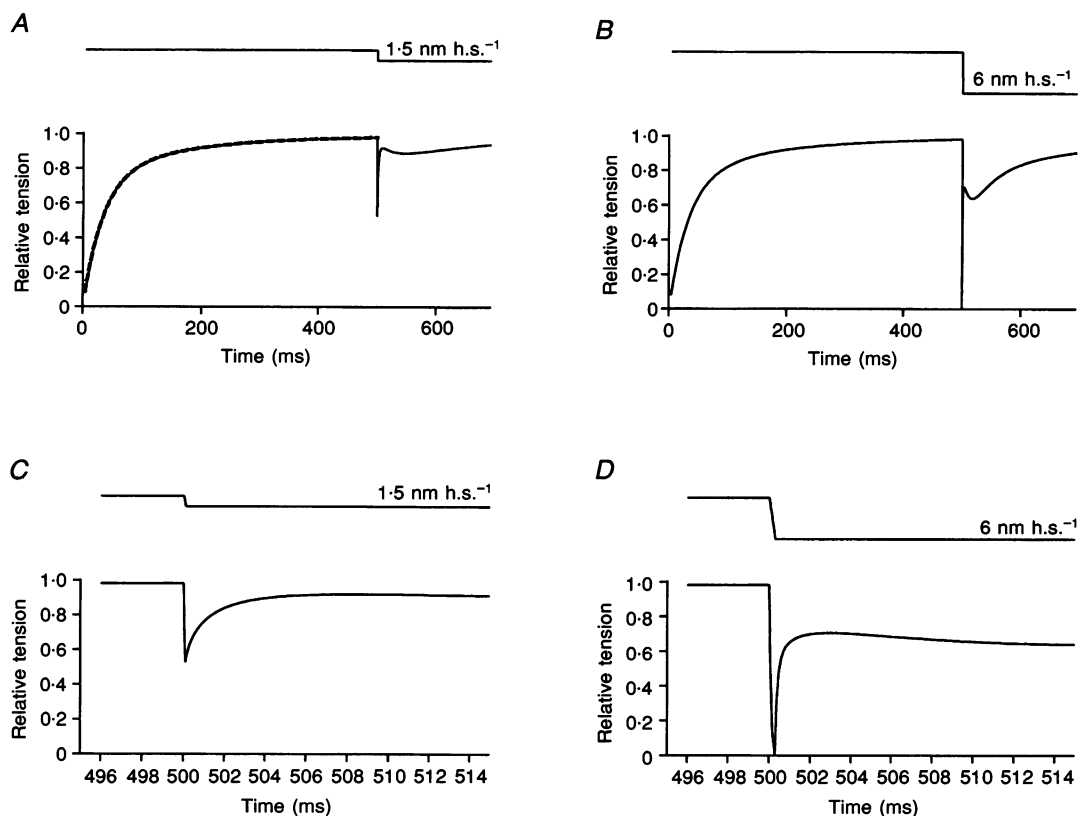 A
1·5 nm h.s.⁻¹
Relative tension
1·0
0·8
0·6
0·4
0·2
0
0 200 400 600
Time (ms)
B
6 nm h.s.⁻¹
Relative tension
1·0
0·8
0·6
0·4
0·2
0
0 200 400 600
Time (ms)
C
1·5 nm h.s.⁻¹
Relative tension
1·0
0·8
0·6
0·4
0·2
0
496 498 500 502 504 506 508 510 512 514
Time (ms)
D
6 nm h.s.⁻¹
Relative tension
1·0
0·8
0·6
0·4
0·2
0
496 498 500 502 504 506 508 510 512 514
Time (ms)